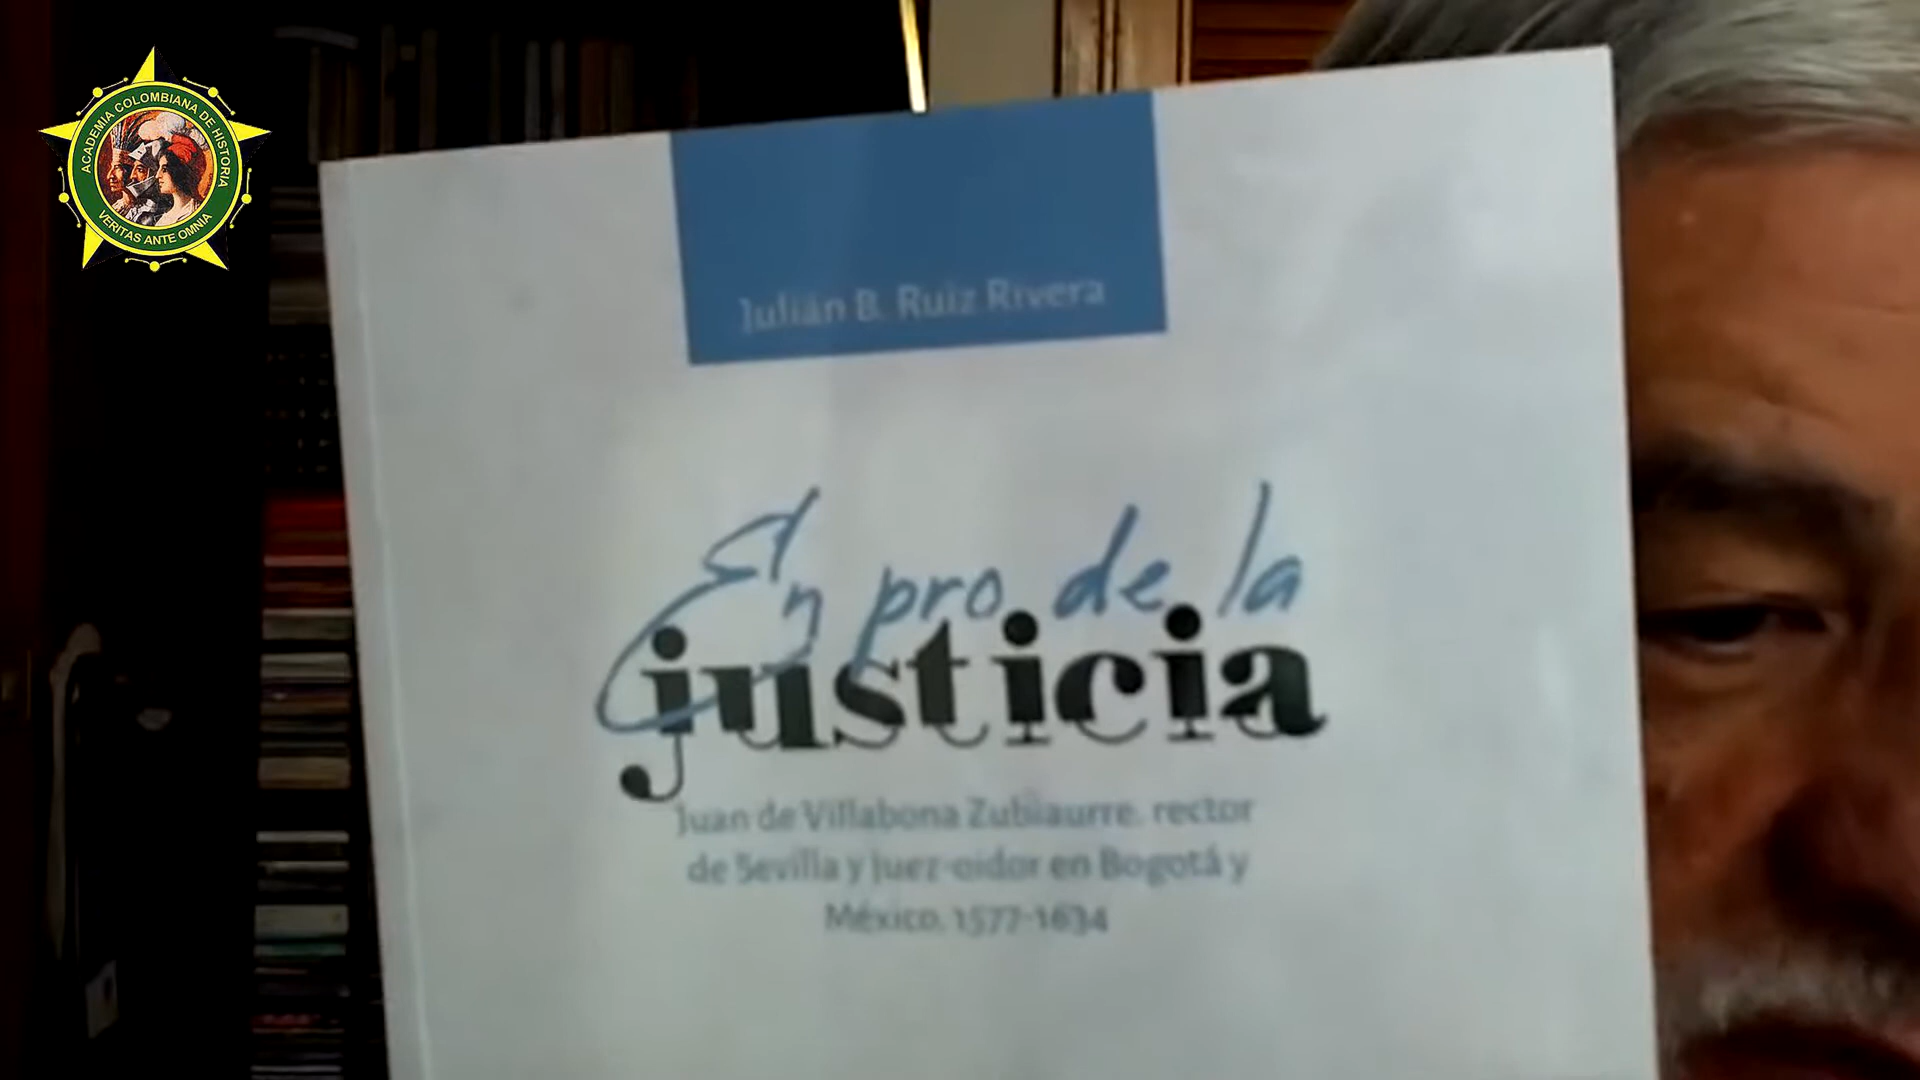 ACADEMIA COLOMBIANA DE HISTORIA
VERITAS ANTE OMNIA
Julián B. Ruiz Rivera
En pro de la
justicia
Juan de Villabona Zubiaurre, rector
de Sevilla y juez-oidor en Bogotá y
México, 1577-1634